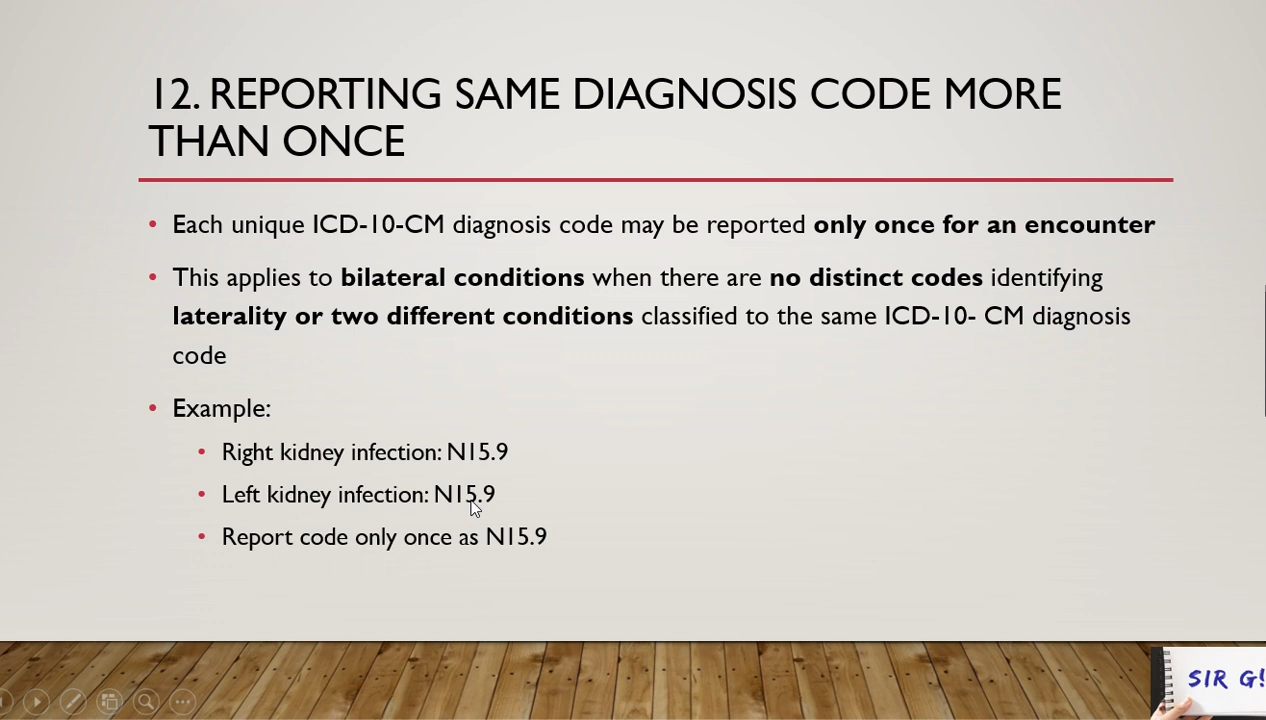 12. REPORTING SAME DIAGNOSIS CODE MORE
THAN ONCE
• Each unique ICD-10-CM diagnosis code may be reported only once for an encounter
• This applies to bilateral conditions when there are no distinct codes identifying
laterality or two different conditions classified to the same ICD-10- CM diagnosis
code
• Example:
• Right kidney infection: N15.9
• Left kidney infection: N15.9
• Report code only once as N15.9
SIR G!